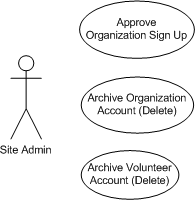 Approve
Organization Sign Up
Archive Organization
Account (Delete)
Site Admin
Archive Volunteer
Account (Delete)